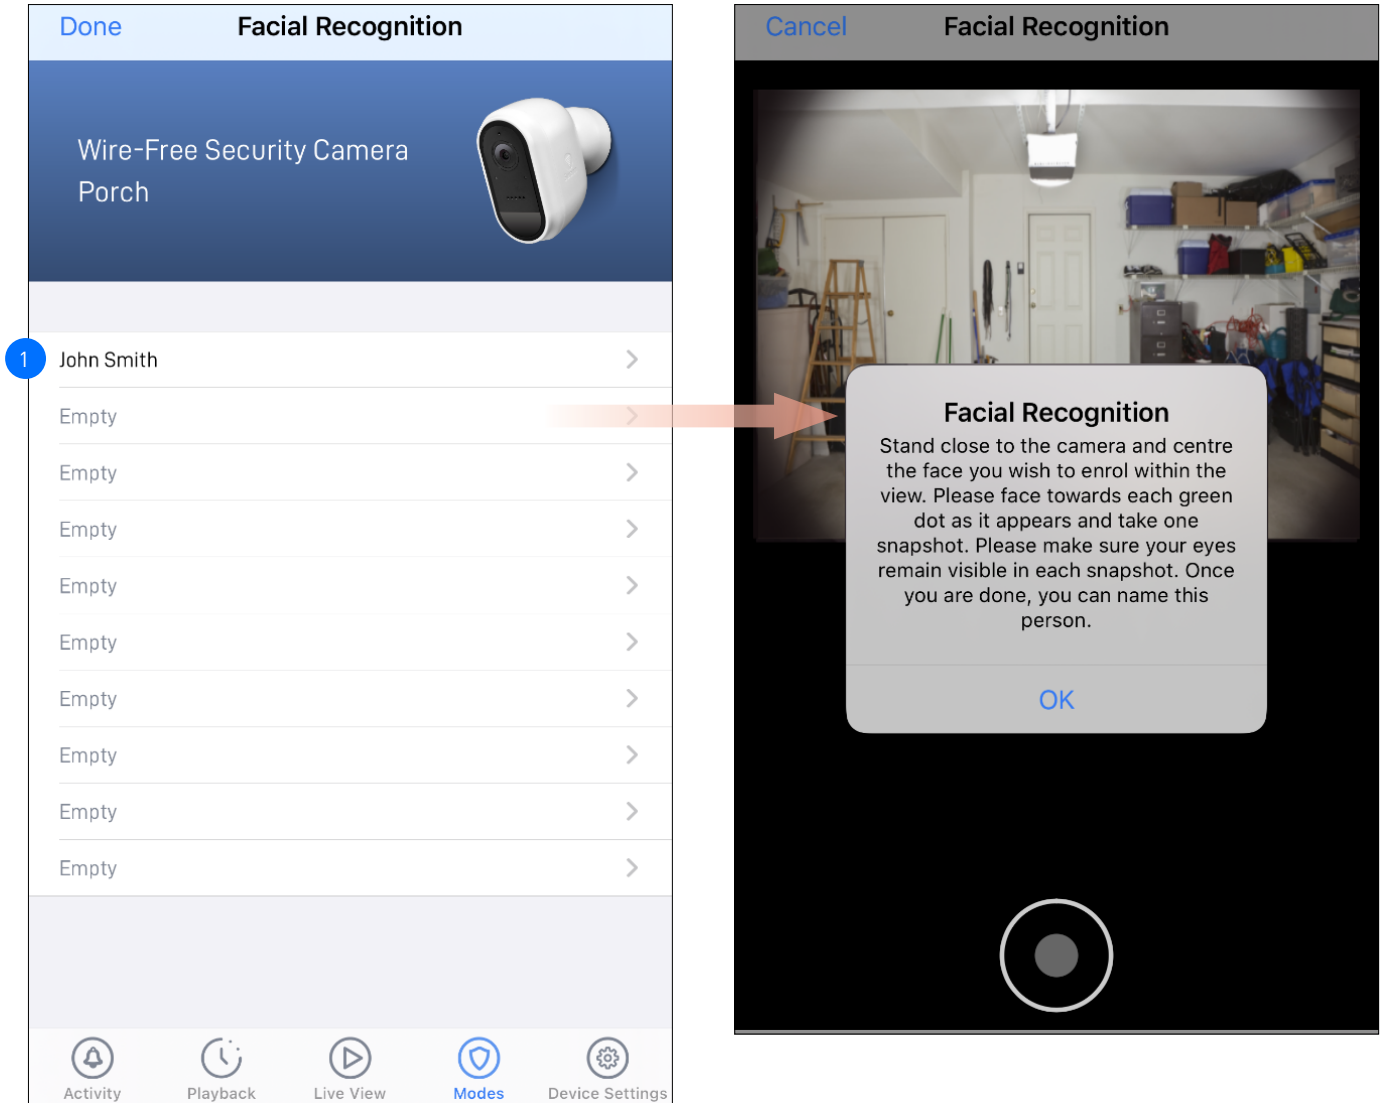 Done
Facial Recognition
Wire-Free Security Camera
Porch
1
John Smith
Empty
Empty
Empty
Empty
Empty
Empty
Empty
Empty
Empty
Activity
Playback
Live View
Modes
Device Settings
Cancel
Facial Recognition
Facial Recognition
Stand close to the camera and centre
the face you wish to enrol within the
view. Please face towards each green
dot as it appears and take one
snapshot. Please make sure your eyes
remain visible in each snapshot. Once
you are done, you can name this
person.
OK